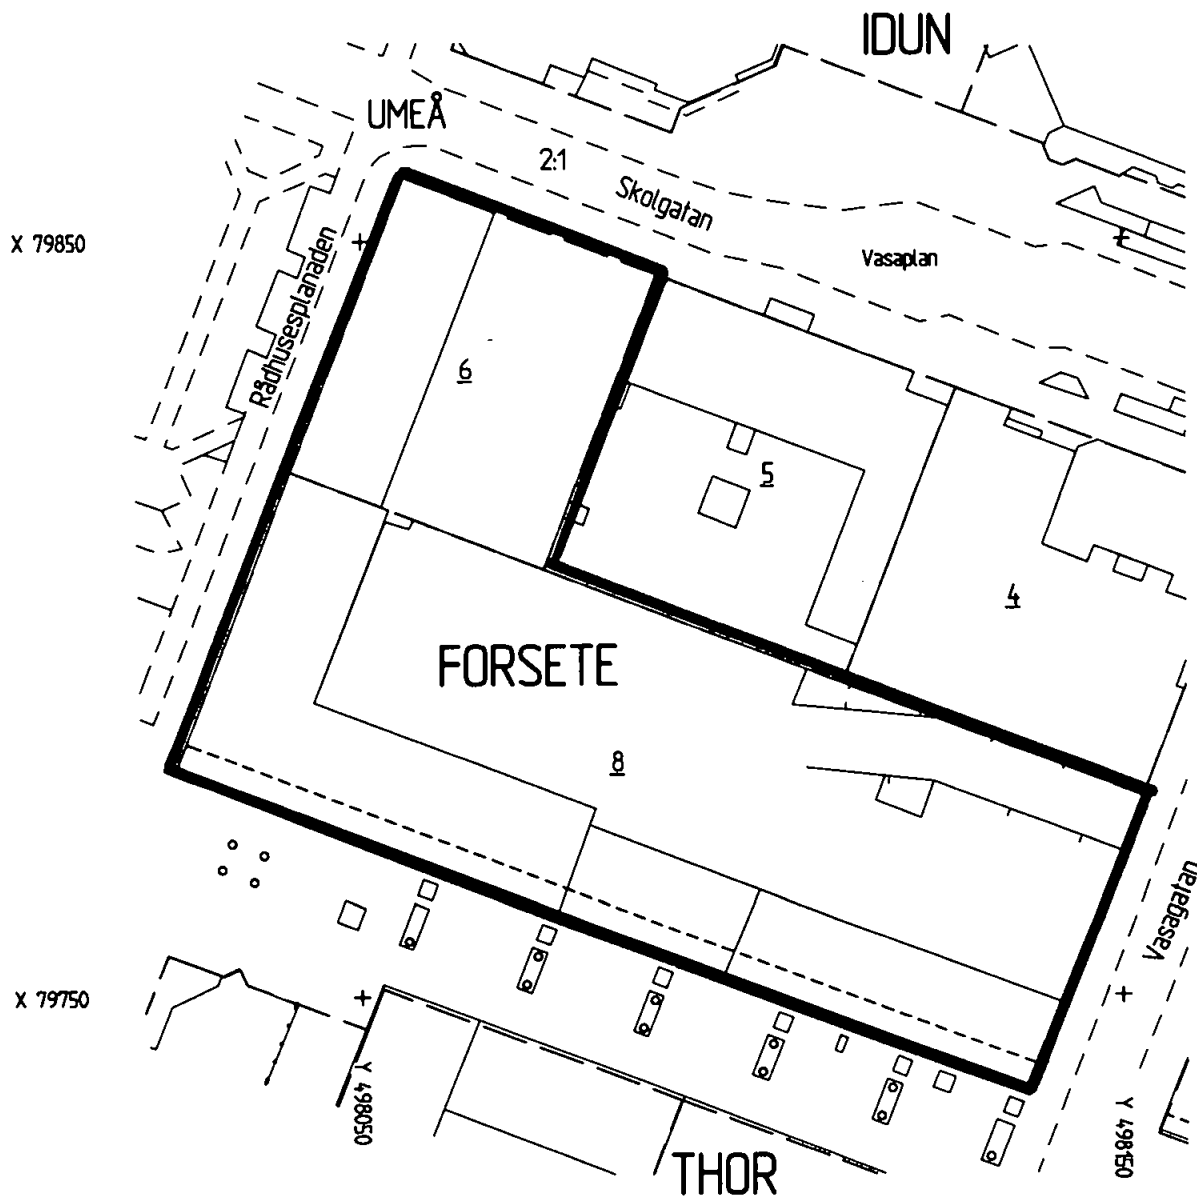 IDUN
UMEÅ
2:1
Skolgatan
X 79850
Rådhusesplanaden
Vasaplan
6
5
4
FORSETE
8
Vasagatan
X 79750
Y 498050
Y 498150
THOR